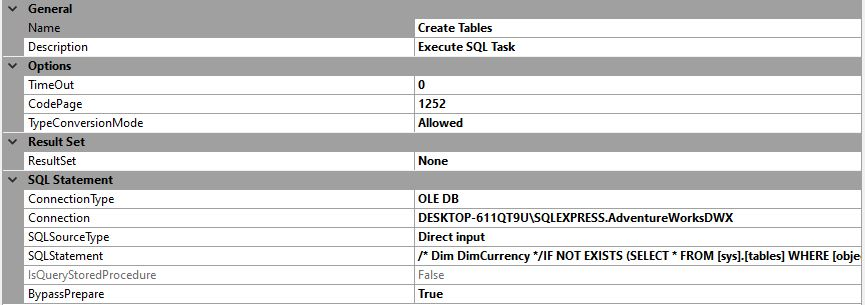 General
Name Create Tables
Description Execute SQL Task
Options
TimeOut 0
CodePage 1252
TypeConversionMode Allowed
Result Set
ResultSet None
SQL Statement
ConnectionType OLE DB
Connection DESKTOP-611QT9U\SQLEXPRESS.AdventureWorksDWX
SQLSourceType Direct input
SQLStatement /* Dim DimCurrency */IF NOT EXISTS (SELECT * FROM [sys].[tables] WHERE [objec
IsQueryStoredProcedure False
BypassPrepare True